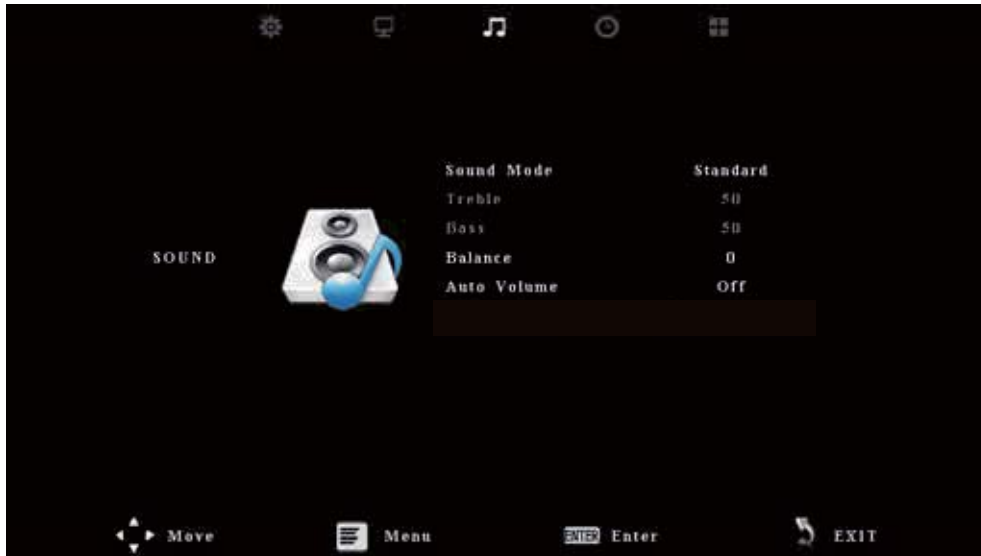 Sound Mode Standard
Treble 50
Bass 50
SOUND
Balance 0
Auto Volume Off
Move Menu ENTER Enter EXIT